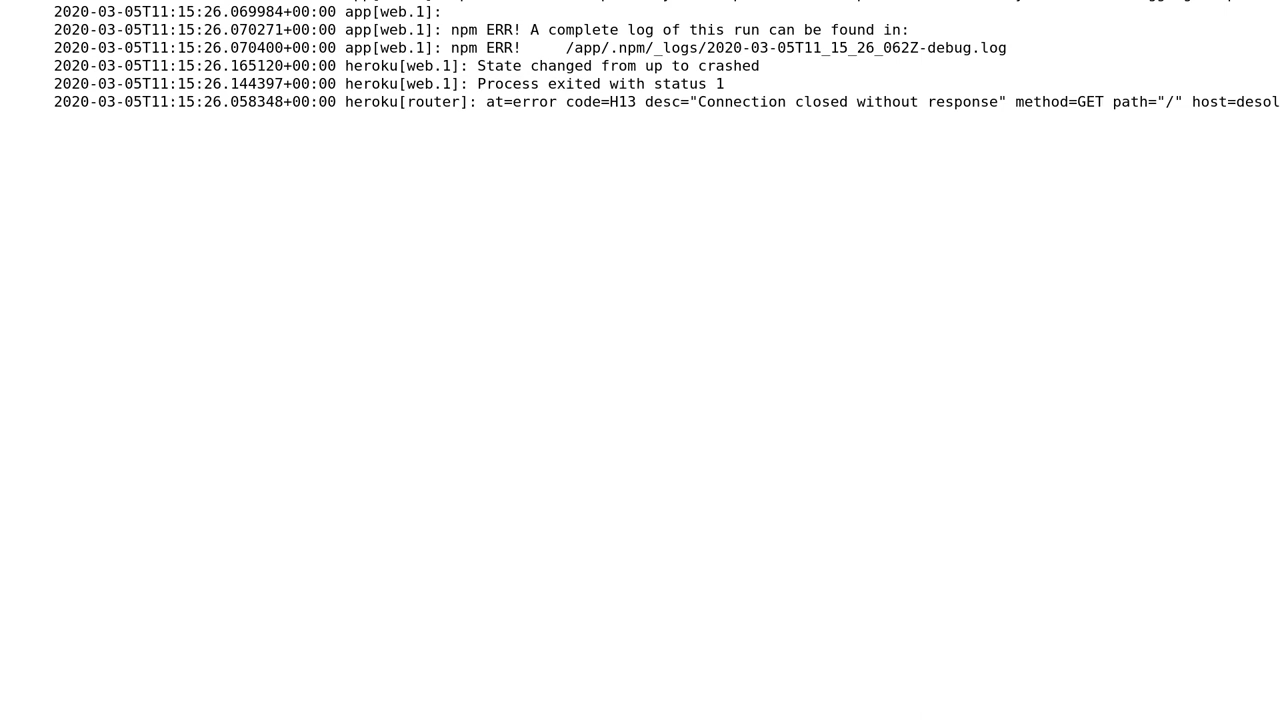 2020-03-05T11:15:26.069984+00:00 app[web.1]:
2020-03-05T11:15:26.070271+00:00 app[web.1]: npm ERR! A complete log of this run can be found in:
2020-03-05T11:15:26.070400+00:00 app[web.1]: npm ERR!     /app/.npm/_logs/2020-03-05T11_15_26_062Z-debug.log
2020-03-05T11:15:26.165120+00:00 heroku[web.1]: State changed from up to crashed
2020-03-05T11:15:26.144397+00:00 heroku[web.1]: Process exited with status 1
2020-03-05T11:15:26.058348+00:00 heroku[router]: at=error code=H13 desc="Connection closed without response" method=GET path="/" host=desol